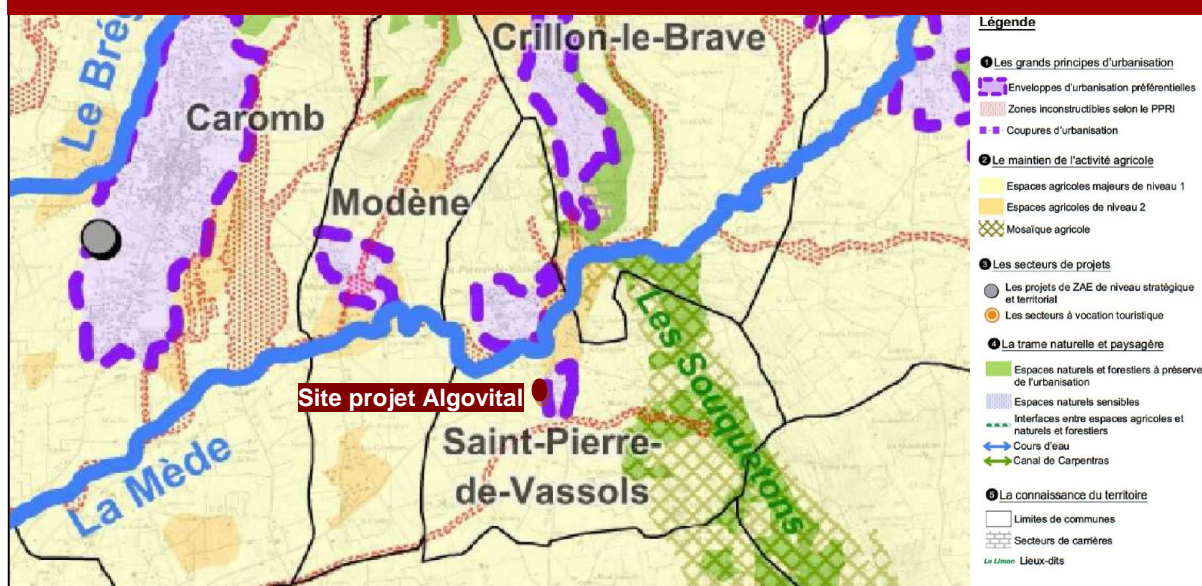 Crillon-le-Brave
Le Bré
Caromb
Modène
Site projet Algovital
Saint-Pierre-
de-Vassols
La Mède
Les Souquetons
Légende
❶ Les grands principes d'urbanisation
Enveloppes d'urbanisation préférentielles
Zones inconstructibles selon le PPRI
Coupures d'urbanisation
❷ Le maintien de l'activité agricole
Espaces agricoles majeurs de niveau 1
Espaces agricoles de niveau 2
Mosaïque agricole
❸ Les secteurs de projets
Les projets de ZAE de niveau stratégique
et territorial
Les secteurs à vocation touristique
❹ La trame naturelle et paysagère
Espaces naturels et forestiers à préserve
de l'urbanisation
Espaces naturels sensibles
Interfaces entre espaces agricoles et
naturels et forestiers
Cours d'eau
Canal de Carpentras
❺ La connaissance du territoire
Limites de communes
Secteurs de carrières
Le Limon Lieux-dits